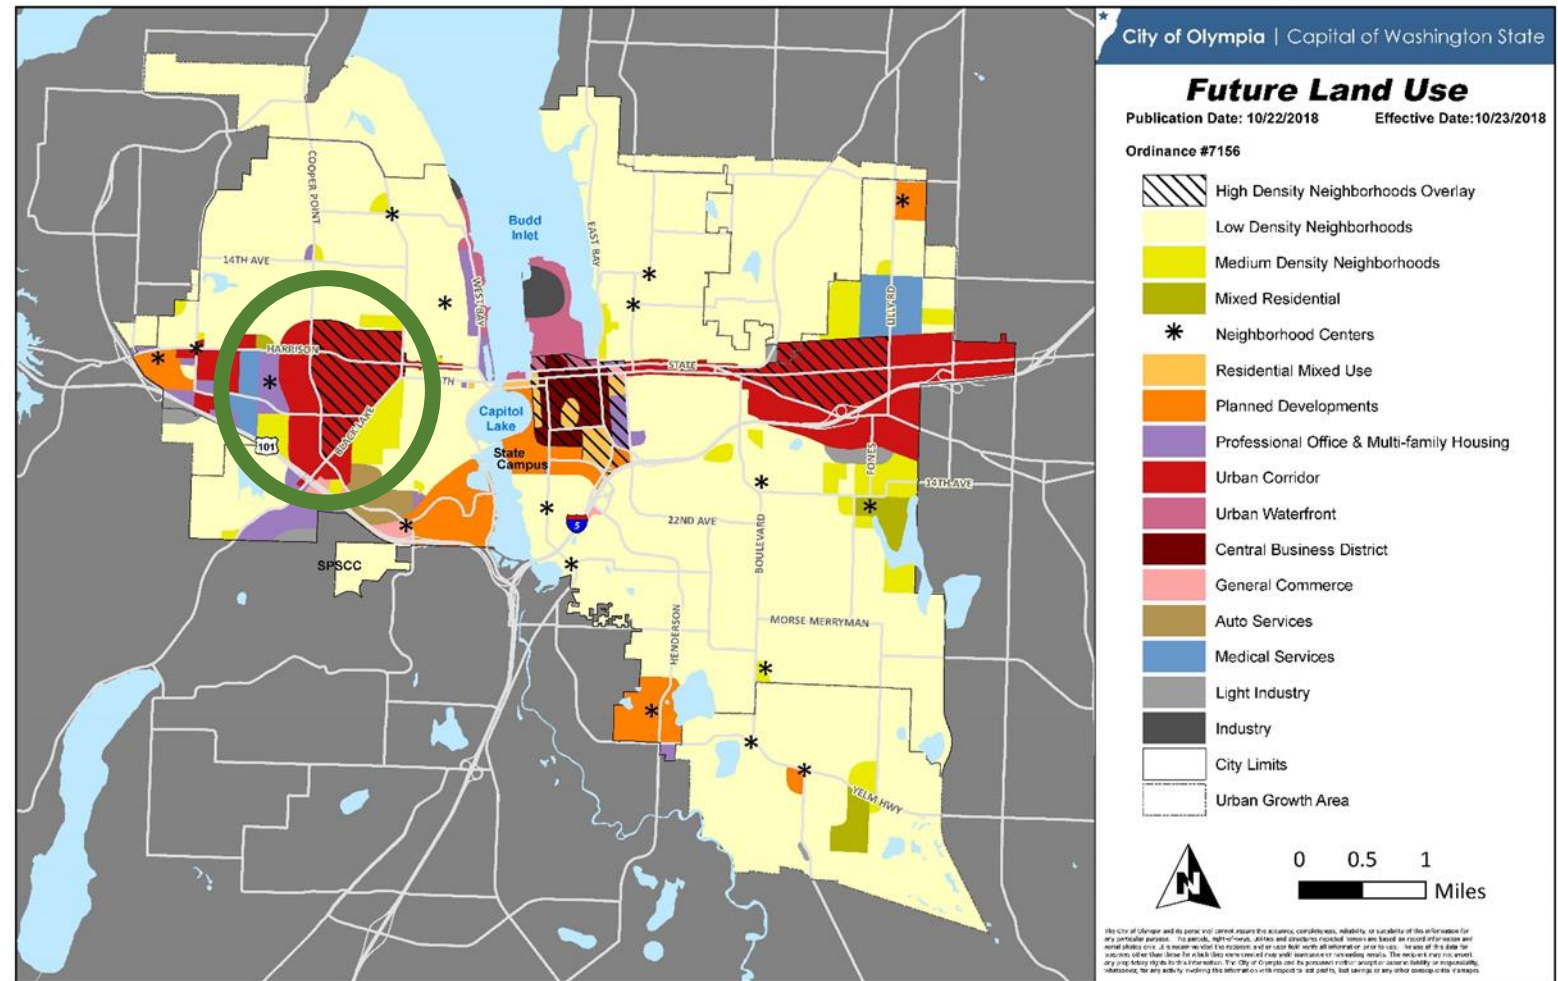 City of Olympia | Capital of Washington State
Future Land Use
Publication Date: 10/22/2018 Effective Date:10/23/2018
Ordinance #7156
High Density Neighborhoods Overlay
Low Density Neighborhoods
Medium Density Neighborhoods
Mixed Residential
Neighborhood Centers
Residential Mixed Use
Planned Developments
Professional Office & Multi-family Housing
Urban Corridor
Urban Waterfront
Central Business District
General Commerce
Auto Services
Medical Services
Light Industry
Industry
City Limits
Urban Growth Area
N
0 0.5 1
Miles
COOPER POINT
14TH AVE
HARRISON
BLACK LAKE
101
SPSCC
WEST BAY
Budd
Inlet
EAST BAY
4TH
Capitol
Lake
State
Campus
STATE
LILLY RD
5
22ND AVE
BOULEVARD
FONES
14TH AVE
HENDERSON
MORSE MERRYMAN
YELM HWY